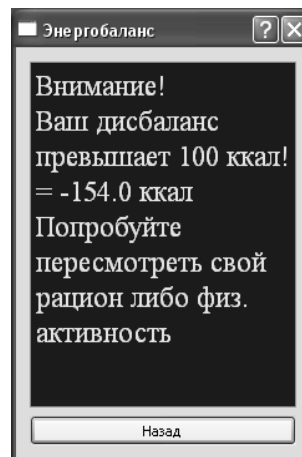 Энергобаланс
Внимание!
Ваш дисбаланс
превышает 100 ккал!
= -154.0 ккал
Попробуйте
пересмотреть свой
рацион либо физ.
активность
Назад